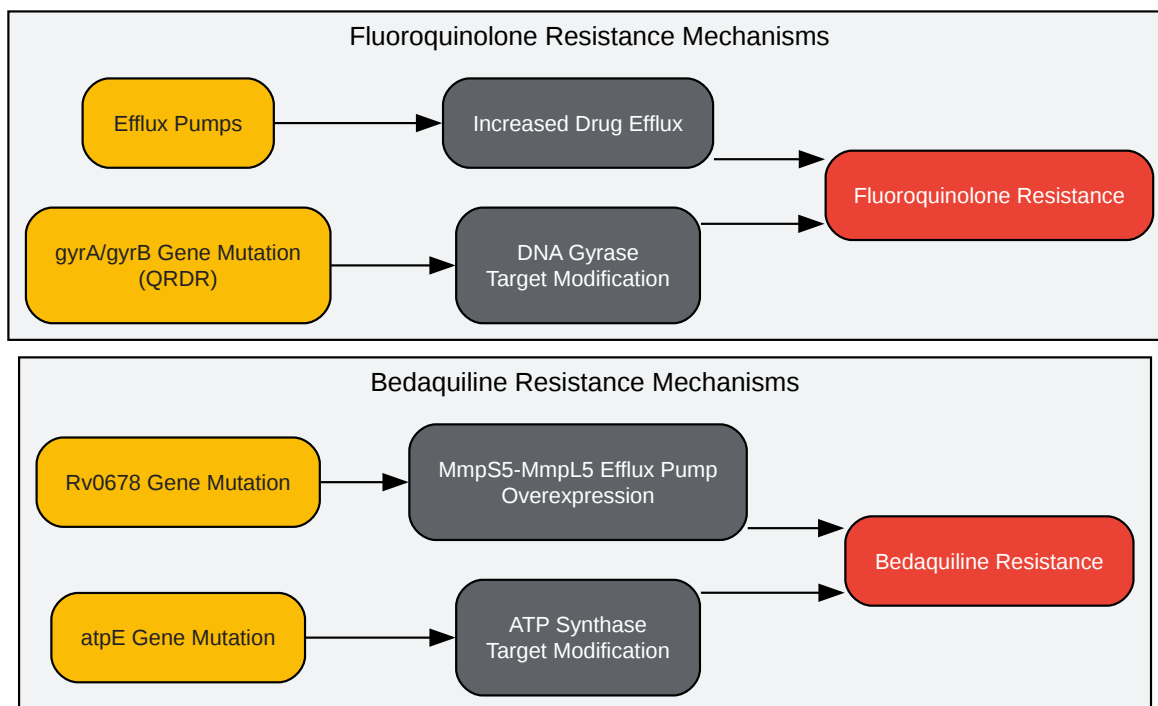 Fluoroquinolone Resistance Mechanisms
Efflux Pumps
Increased Drug Efflux
Fluoroquinolone Resistance
gyrA/gyrB Gene Mutation
(QRDR)
DNA Gyrase
Target Modification
Bedaquiline Resistance Mechanisms
Rv0678 Gene Mutation
MmpS5-MmpL5 Efflux Pump
Overexpression
Bedaquiline Resistance
atpE Gene Mutation
ATP Synthase
Target Modification